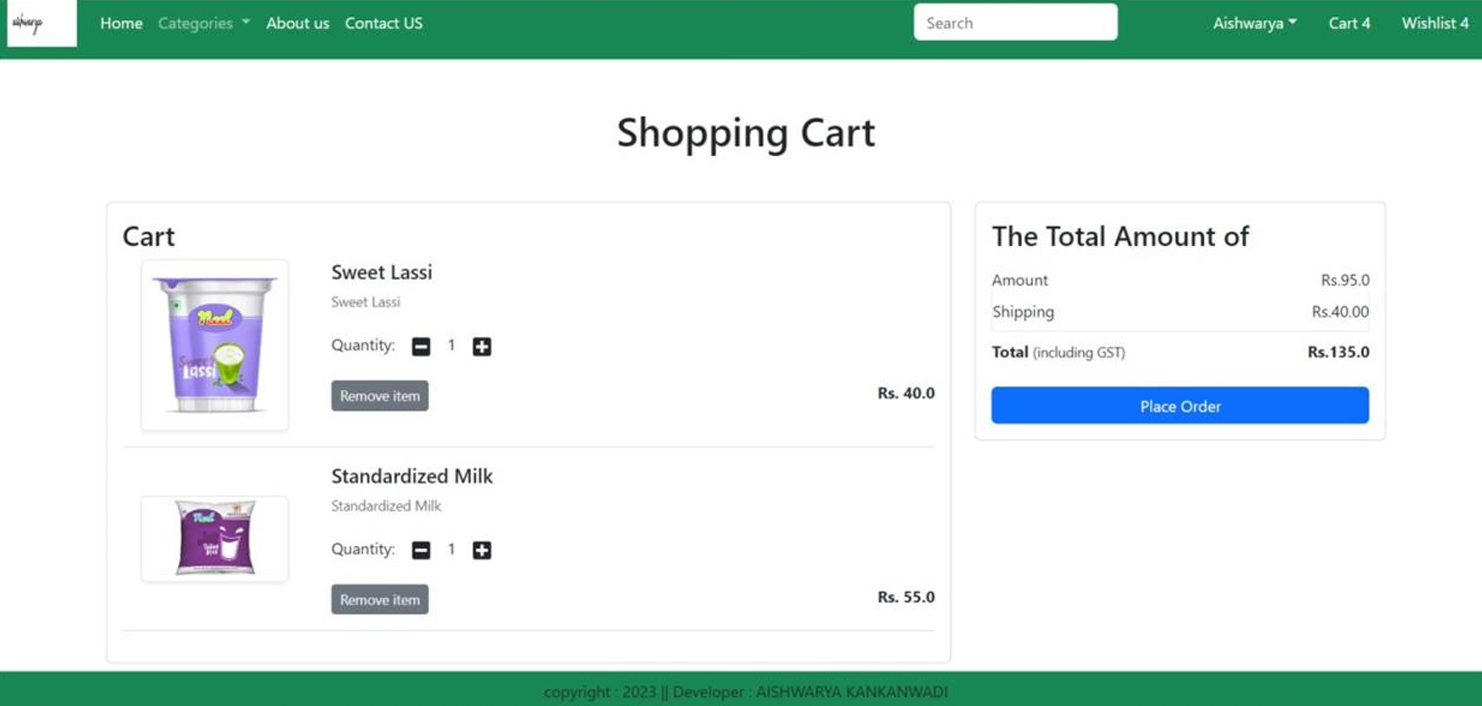 aishwarya Home Categories About us Contact US Search Aishwarya Cart 4 Wishlist 4
Shopping Cart
Cart
Sweet Lassi
Sweet Lassi
Quantity: 1
Remove item
Rs. 40.0
Sweet
Lassi
Standardized Milk
Standardized Milk
Quantity: 1
Remove item
Rs. 55.0
The Total Amount of
Amount Rs.95.0
Shipping Rs.40.00
Total (including GST) Rs.135.0
Place Order
copyright : 2023 || Developer : AISHWARYA KANKANWADI